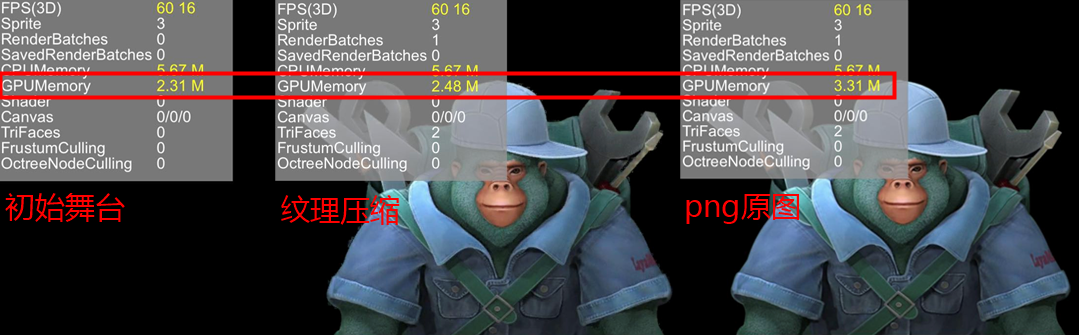 FPS(3D) 60 16
Sprite 3
RenderBatches 0
SavedRenderBatches 0
CPUMemory 5.67 M
GPUMemory 2.31 M
Shader 0
Canvas 0/0/0
TriFaces 0
FrustumCulling 0
OctreeNodeCulling 0
初始舞台
FPS(3D) 60 16
Sprite 3
RenderBatches 1
SavedRenderBatches 0
CPUMemory 5.67 M
GPUMemory 2.48 M
Shader 0
Canvas 0/0/0
TriFaces 2
FrustumCulling 0
OctreeNodeCulling 0
纹理压缩
FPS(3D) 60 16
Sprite 3
RenderBatches 1
SavedRenderBatches 0
CPUMemory 5.67 M
GPUMemory 3.31 M
Shader 0
Canvas 0/0/0
TriFaces 2
FrustumCulling 0
OctreeNodeCulling 0
png原图